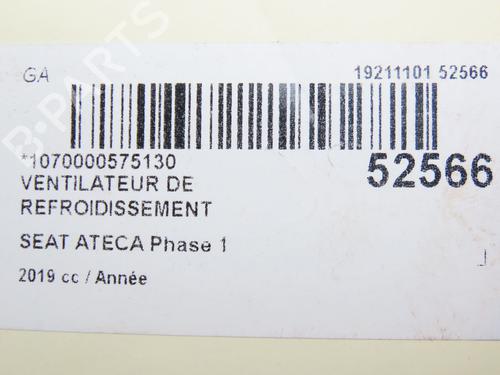 GA
19211101 52566
*1070000575130
52566
VENTILATEUR DE
REFROIDISSEMENT
SEAT ATECA Phase 1
J
2019 cc / Année
B-PARTS